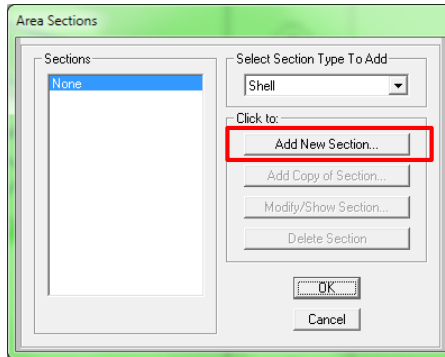 Area Sections
Sections
None
Select Section Type To Add
Shell
Click to:
Add New Section...
Add Copy of Section...
Modify/Show Section...
Delete Section
OK
Cancel